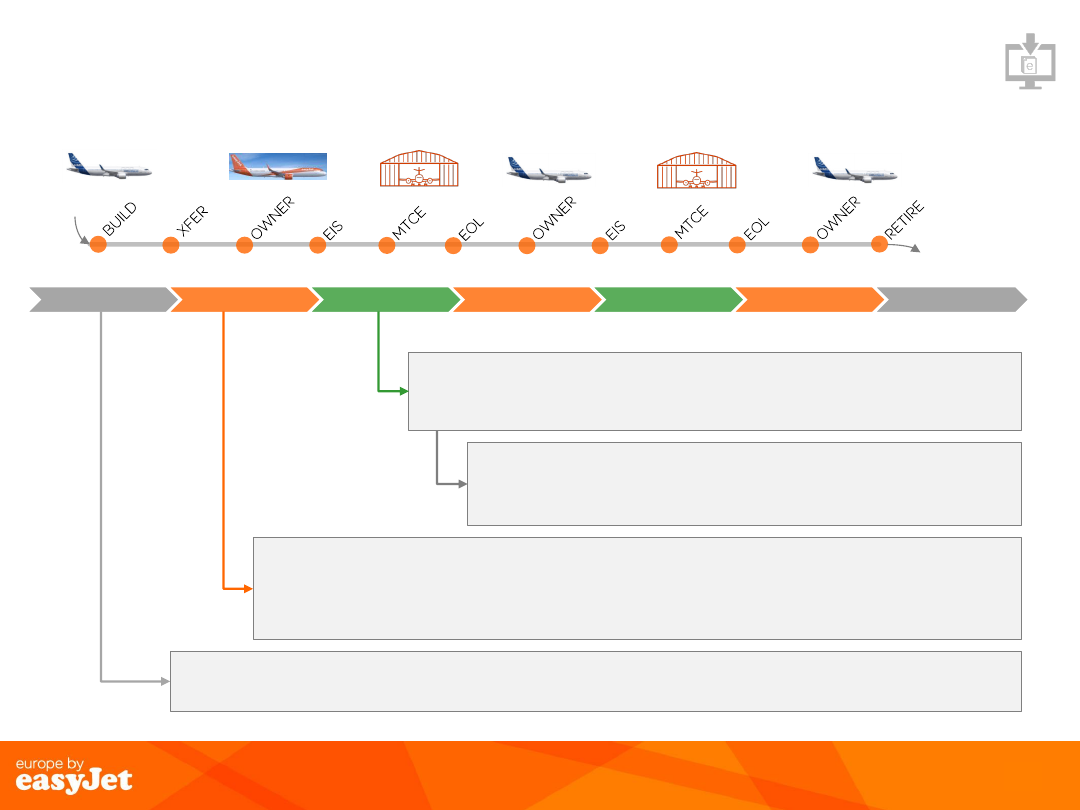 e
BUILD
XFER
OWNER
EIS
MTCE
EOL
OWNER
EIS
MTCE
EOL
OWNER
RETIRE
europe by
easyJet